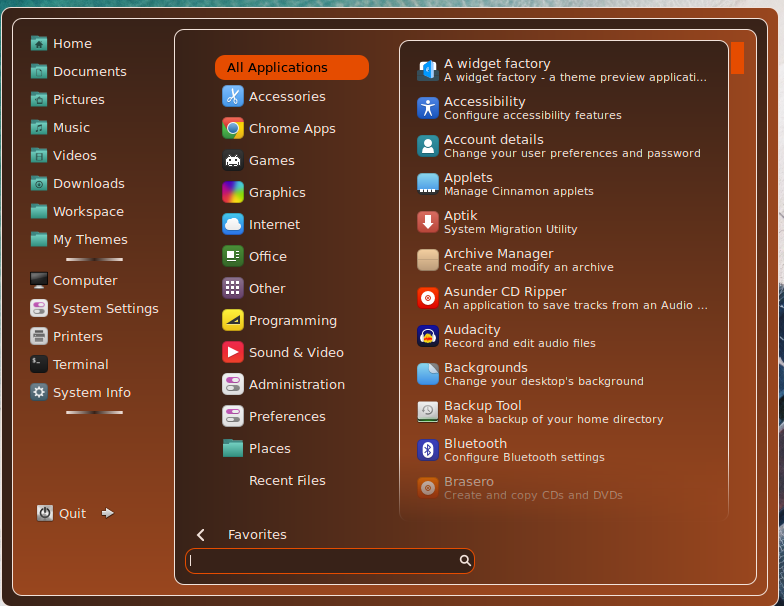 Home
Documents
Pictures
Music
Videos
Downloads
Workspace
My Themes
Computer
System Settings
Printers
Terminal
System Info
Quit
All Applications
Accessories
Chrome Apps
Games
Graphics
Internet
Office
Other
Programming
Sound & Video
Administration
Preferences
Places
Recent Files
Favorites
A widget factory
A widget factory - a theme preview applicati...
Accessibility
Configure accessibility features
Account details
Change your user preferences and password
Applets
Manage Cinnamon applets
Aptik
System Migration Utility
Archive Manager
Create and modify an archive
Asunder CD Ripper
An application to save tracks from an Audio ...
Audacity
Record and edit audio files
Backgrounds
Change your desktop's background
Backup Tool
Make a backup of your home directory
Bluetooth
Configure Bluetooth settings
Brasero
Create and copy CDs and DVDs